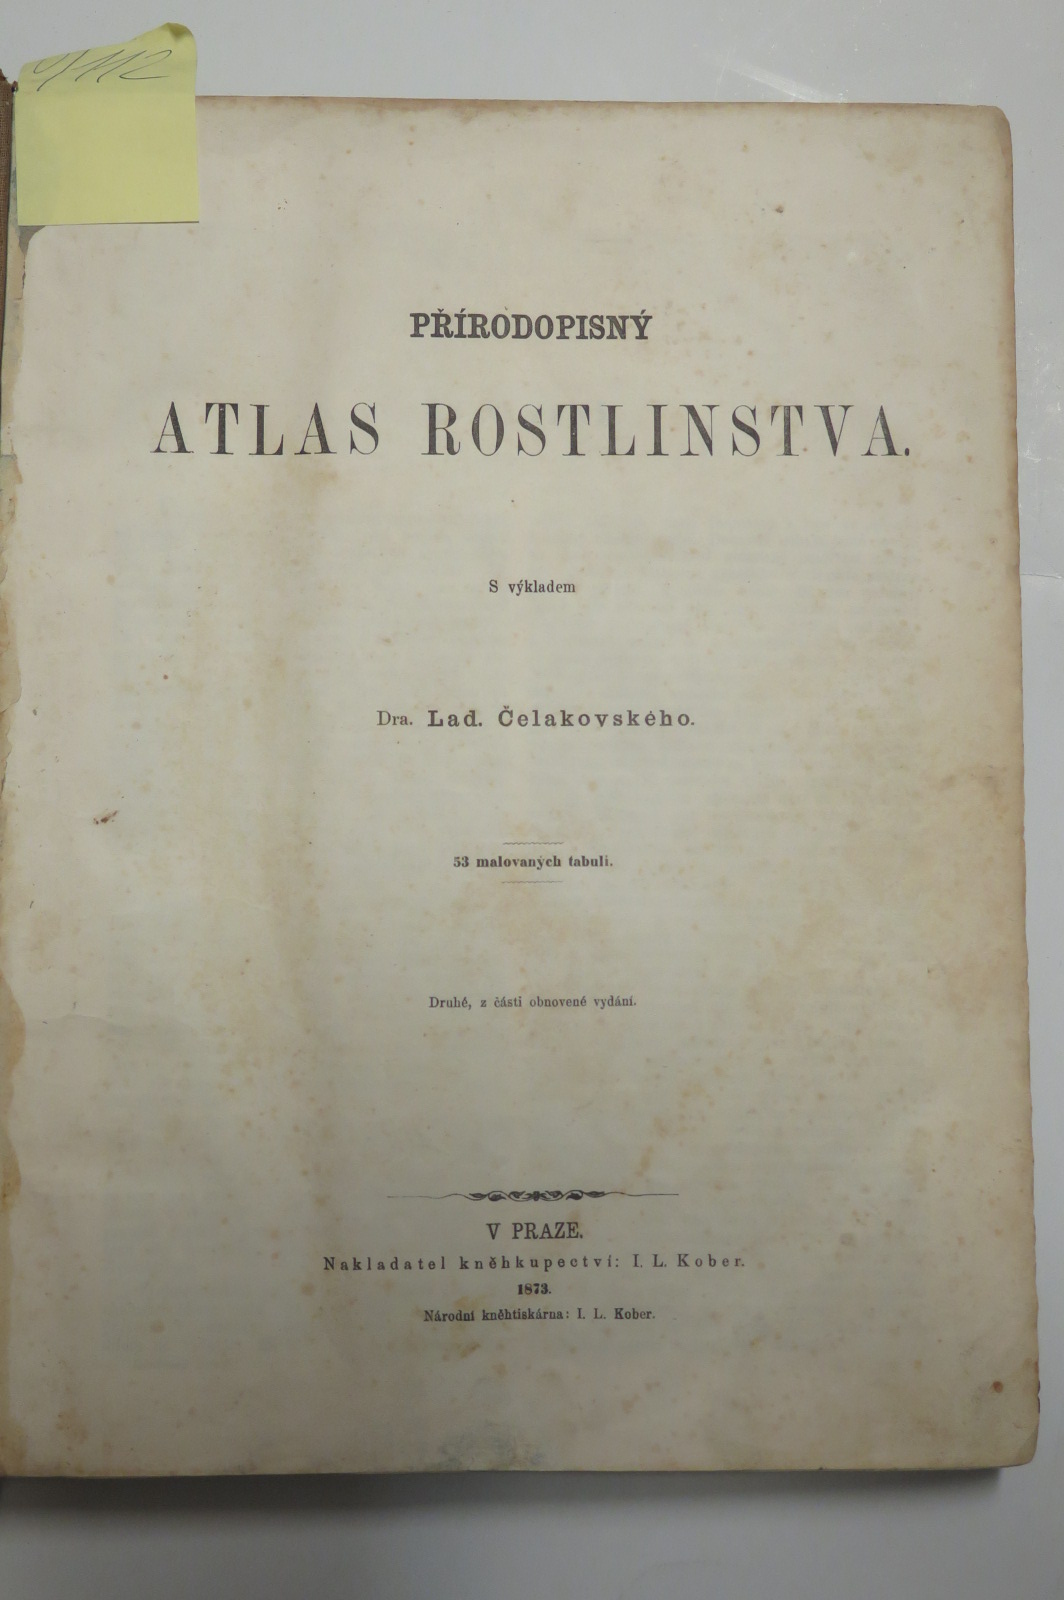 PŘÍRODOPISNÝ
ATLAS ROSTLINSTVA.
S výkladem
Dra. Lad. Čelakovského.
53 malovaných tabulí.
Druhé, z části obnovené vydání.
V PRAZE.
Nakladatel kněhkupectví: I. L. Kober.
1873.
Národní kněhtiskárna: I. L. Kober.